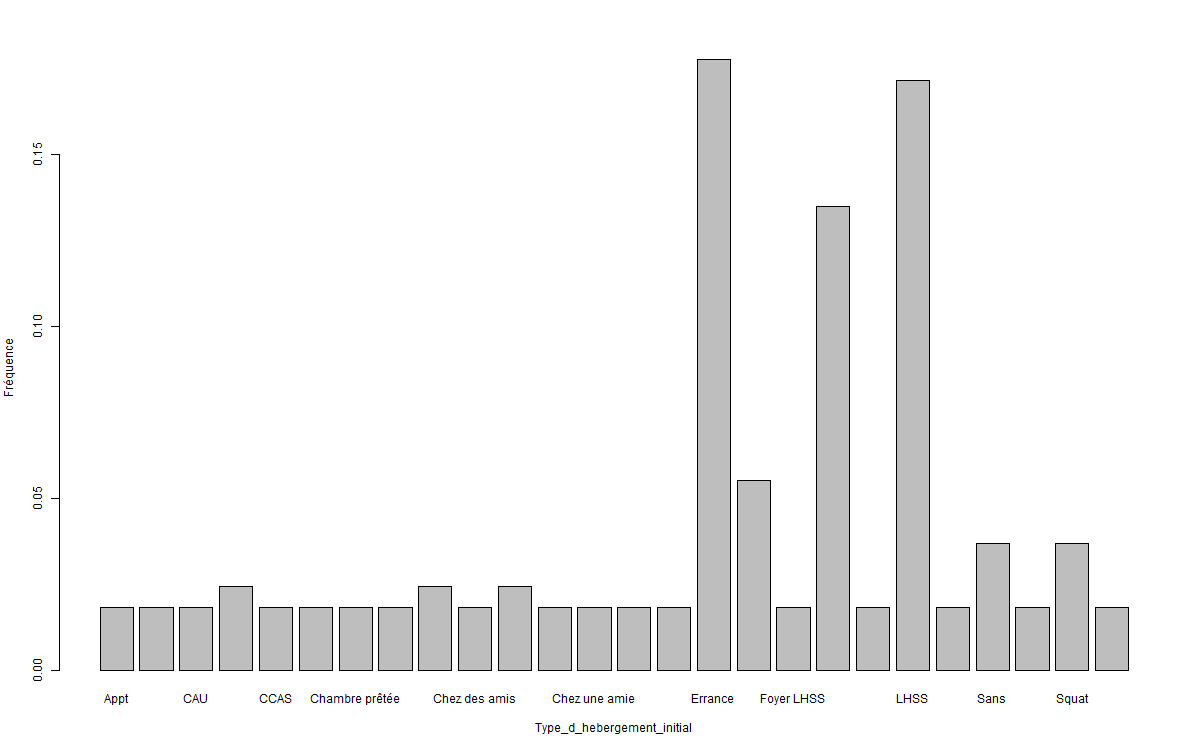 0.15
0.10
0.05
0.00
Fréquence
Appt CAU CCAS Chambre prêtée Chez des amis Chez une amie Errance Foyer LHSS LHSS Sans Squat
Type_d_hebergement_initial